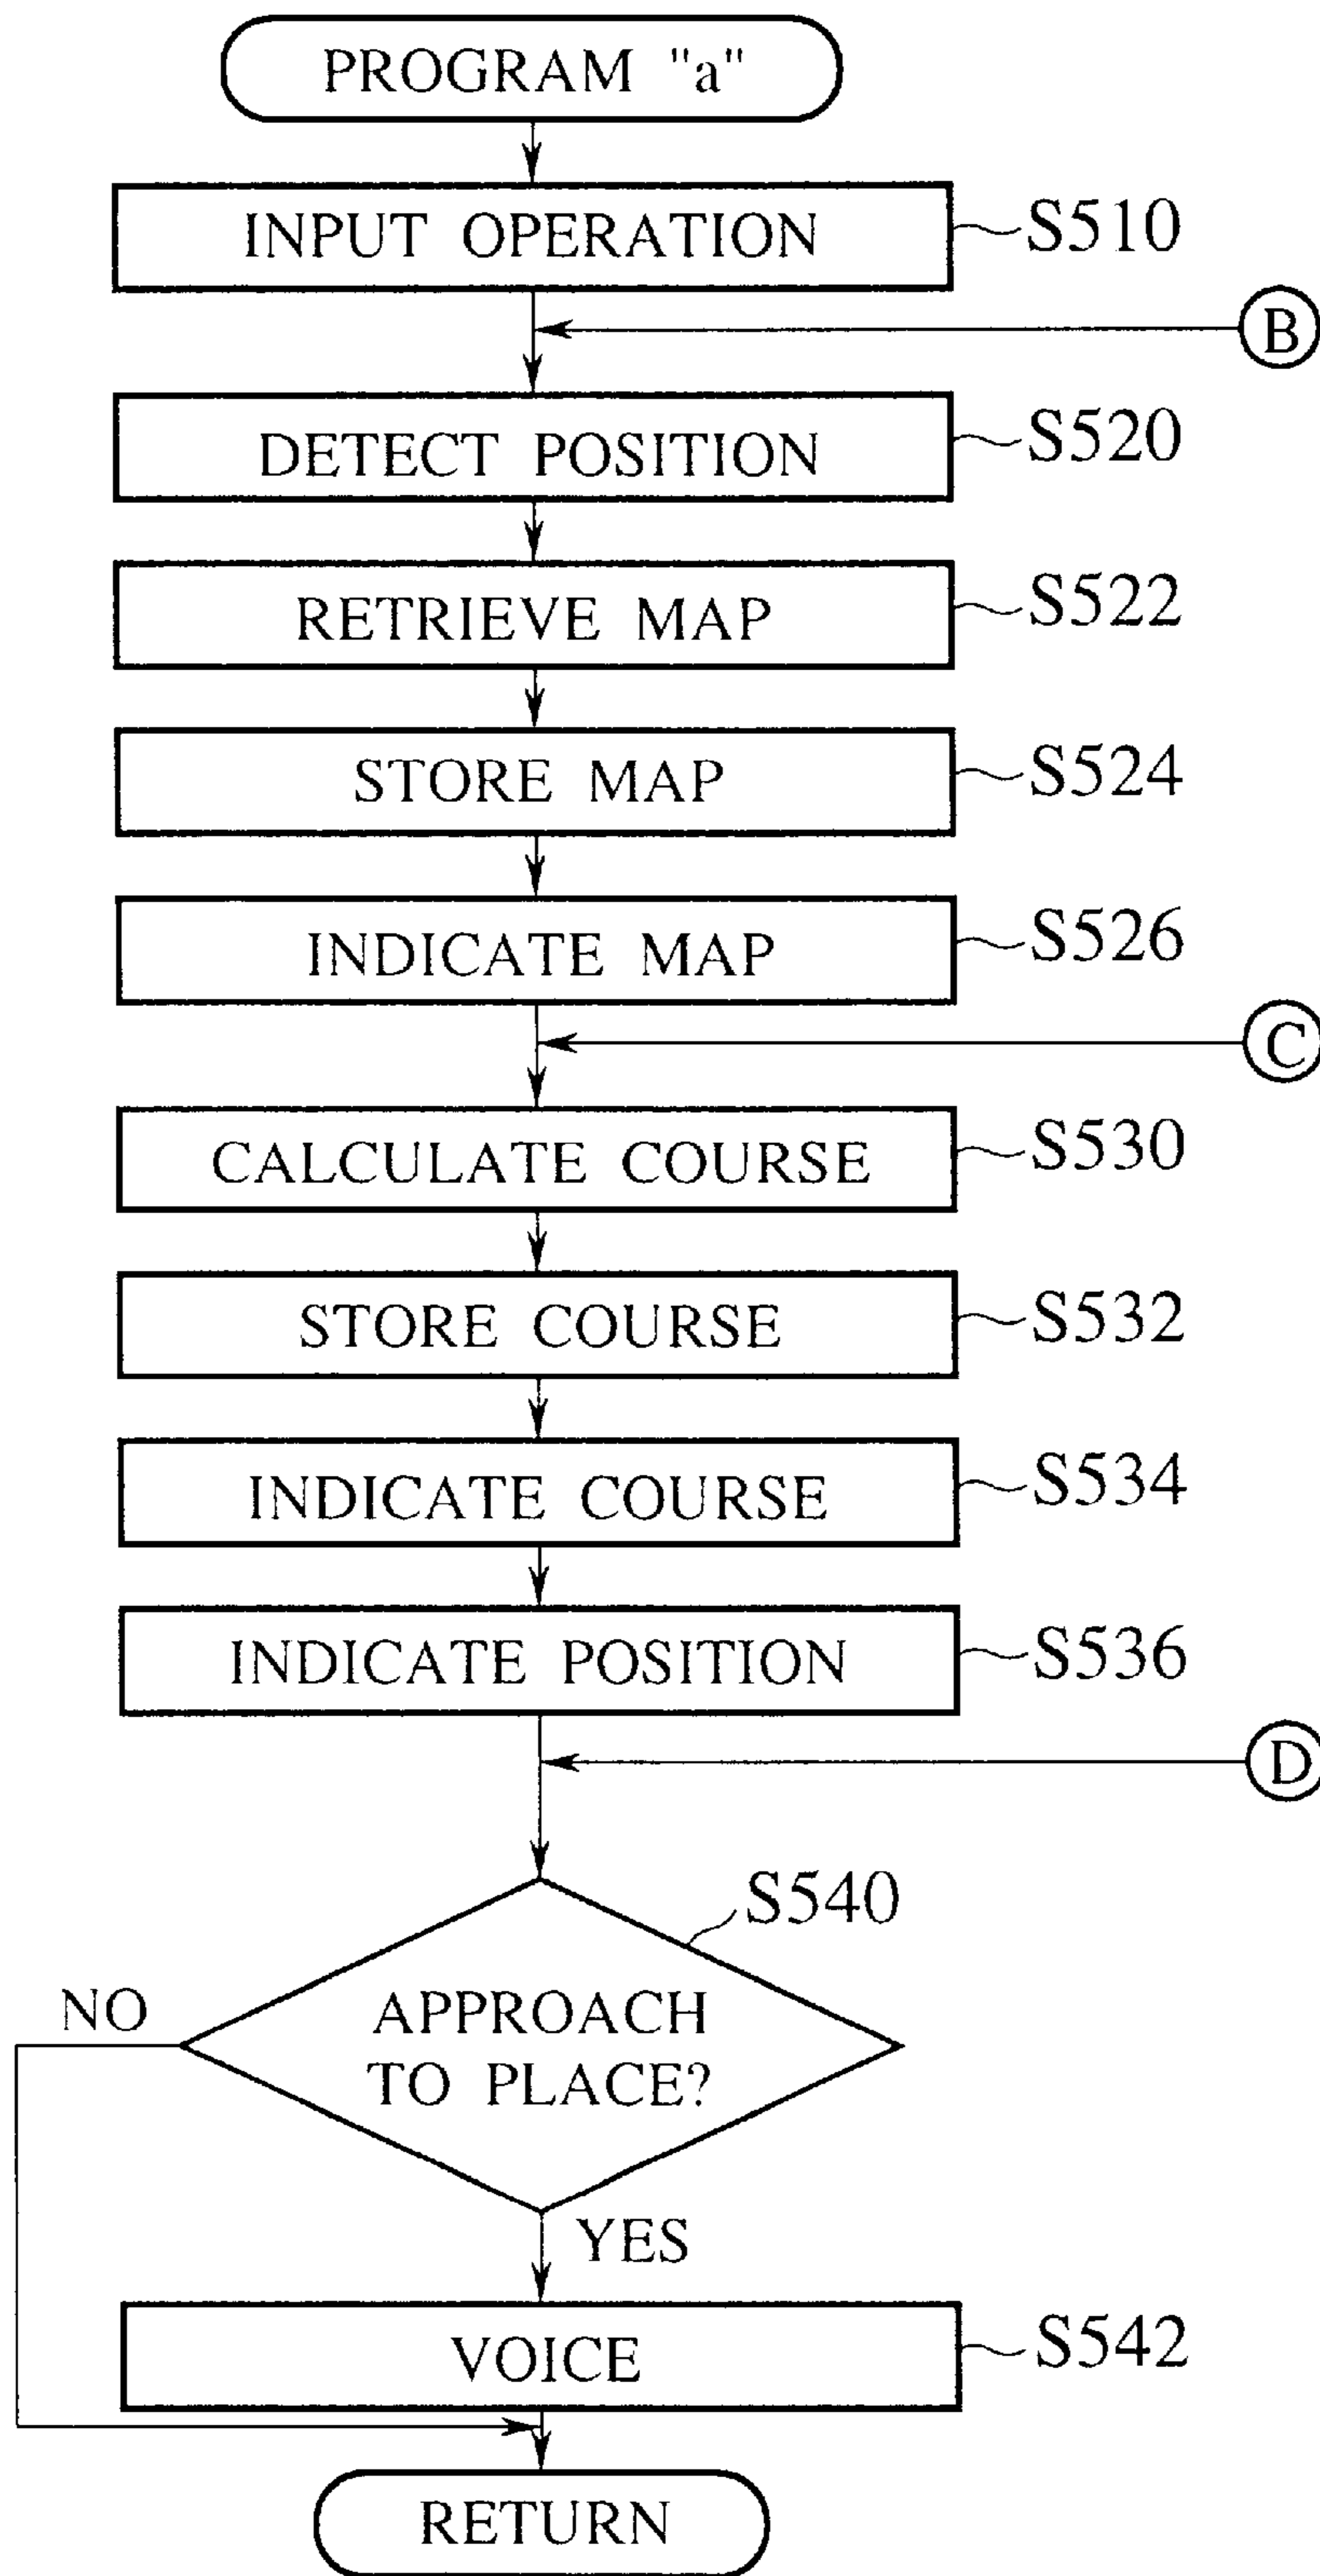 PROGRAM "a"
INPUT OPERATION
S510
B
DETECT POSITION
S520
RETRIEVE MAP
S522
STORE MAP
S524
INDICATE MAP
S526
C
CALCULATE COURSE
S530
STORE COURSE
S532
INDICATE COURSE
S534
INDICATE POSITION
S536
D
S540
NO
APPROACH
TO PLACE?
YES
VOICE
S542
RETURN